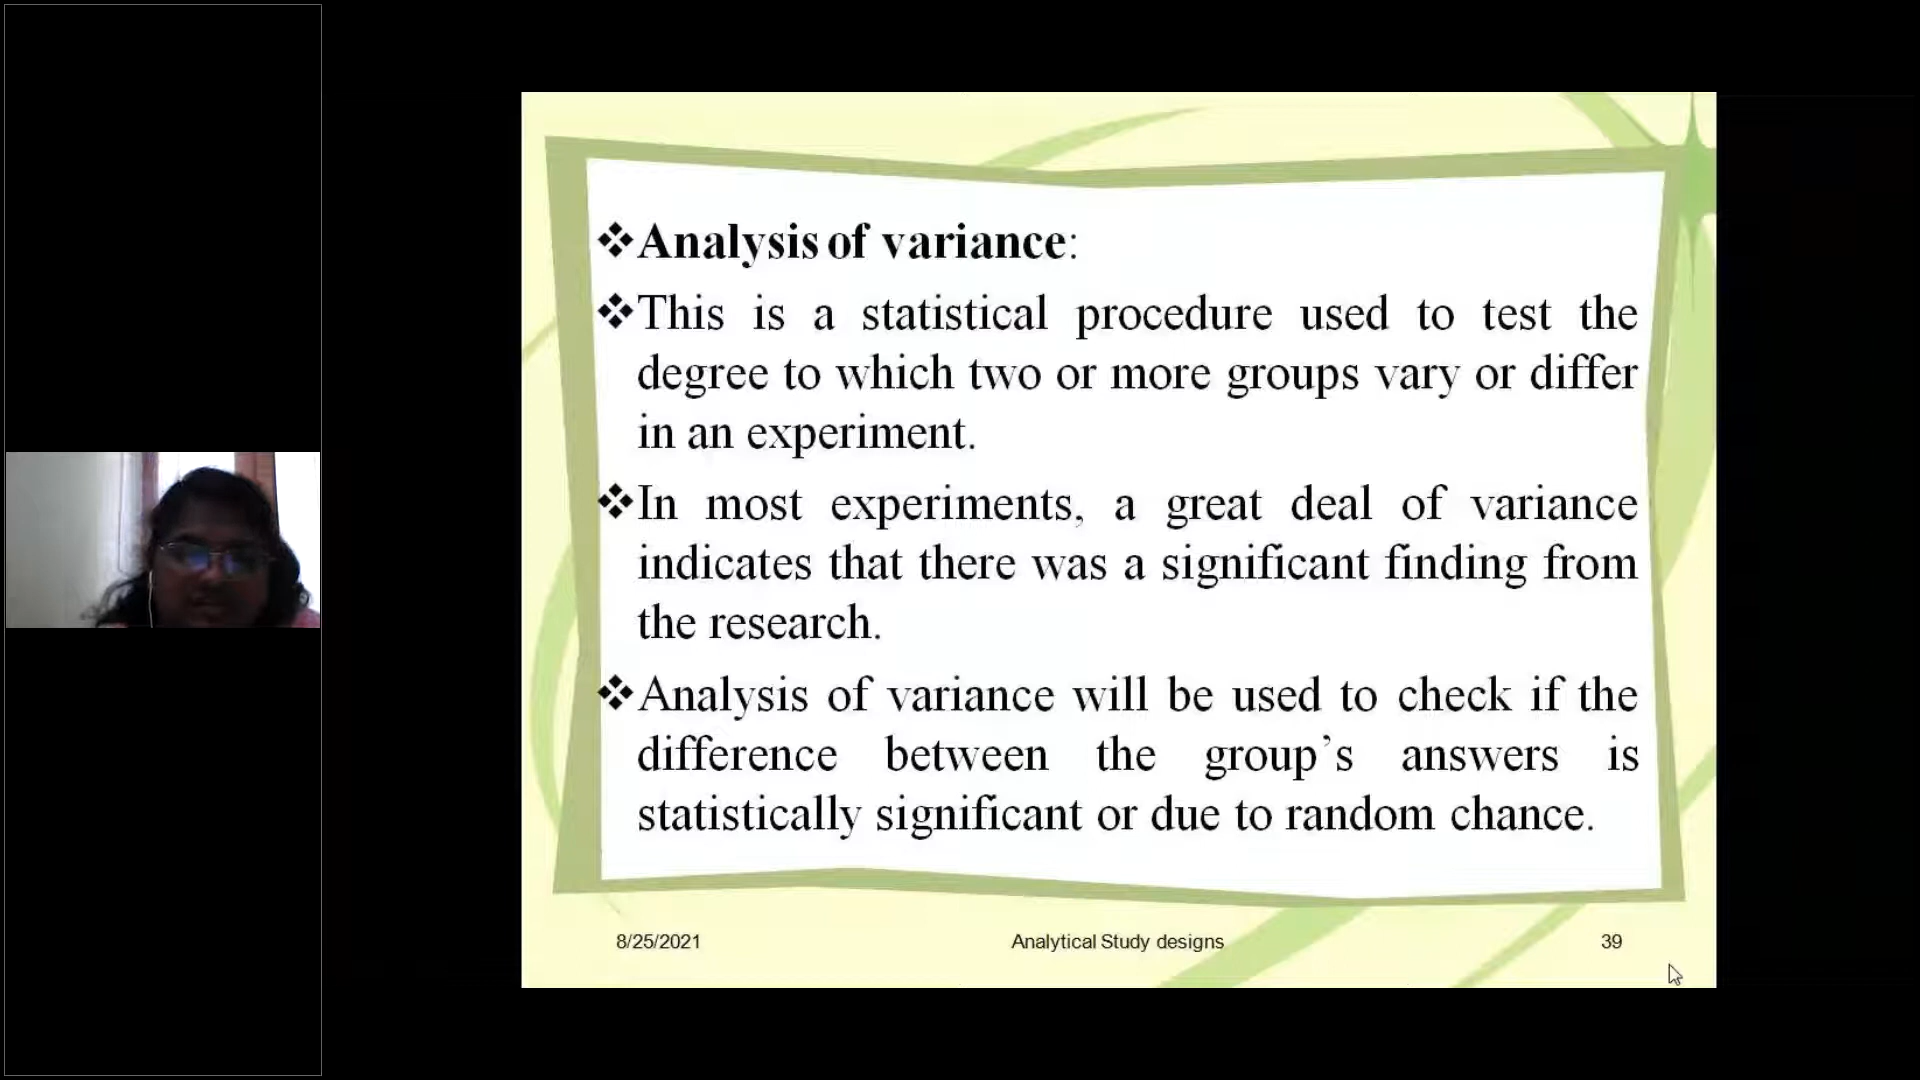 ❖Analysis of variance:
❖This is a statistical procedure used to test the
degree to which two or more groups vary or differ
in an experiment.
❖In most experiments, a great deal of variance
indicates that there was a significant finding from
the research.
❖Analysis of variance will be used to check if the
difference between the group’s answers is
statistically significant or due to random chance.
8/25/2021
Analytical Study designs
39